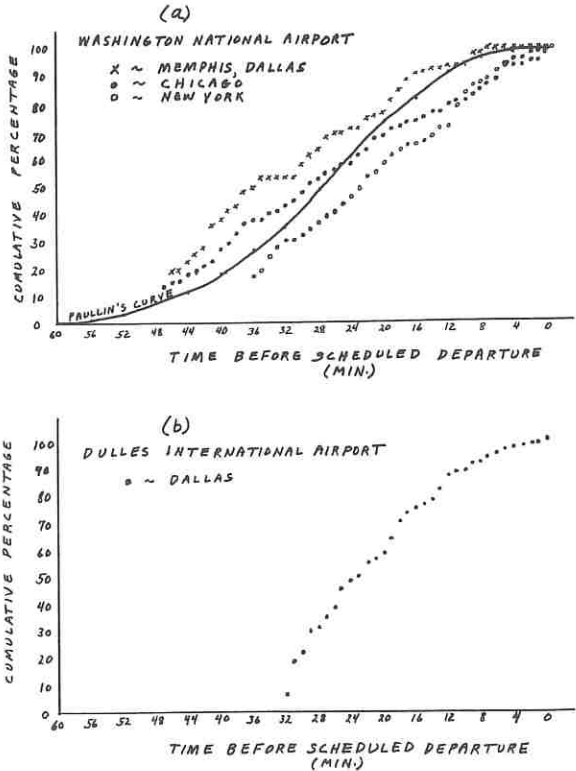 (a)
WASHINGTON NATIONAL AIRPORT
x ~ MEMPHIS, DALLAS
● ~ CHICAGO
o ~ NEW YORK
CUMULATIVE PERCENTAGE
100
90
80
70
60
50
40
30
20
10
0
PAULLIN'S CURVE
60 56 52 48 44 40 36 32 28 24 20 16 12 8 4 0
TIME BEFORE SCHEDULED DEPARTURE
(MIN.)
(b)
DULLES INTERNATIONAL AIRPORT
● ~ DALLAS
CUMULATIVE PERCENTAGE
100
90
80
70
60
50
40
30
20
10
0
60 56 52 48 44 40 36 32 28 24 20 16 12 8 4 0
TIME BEFORE SCHEDULED DEPARTURE
(MIN.)